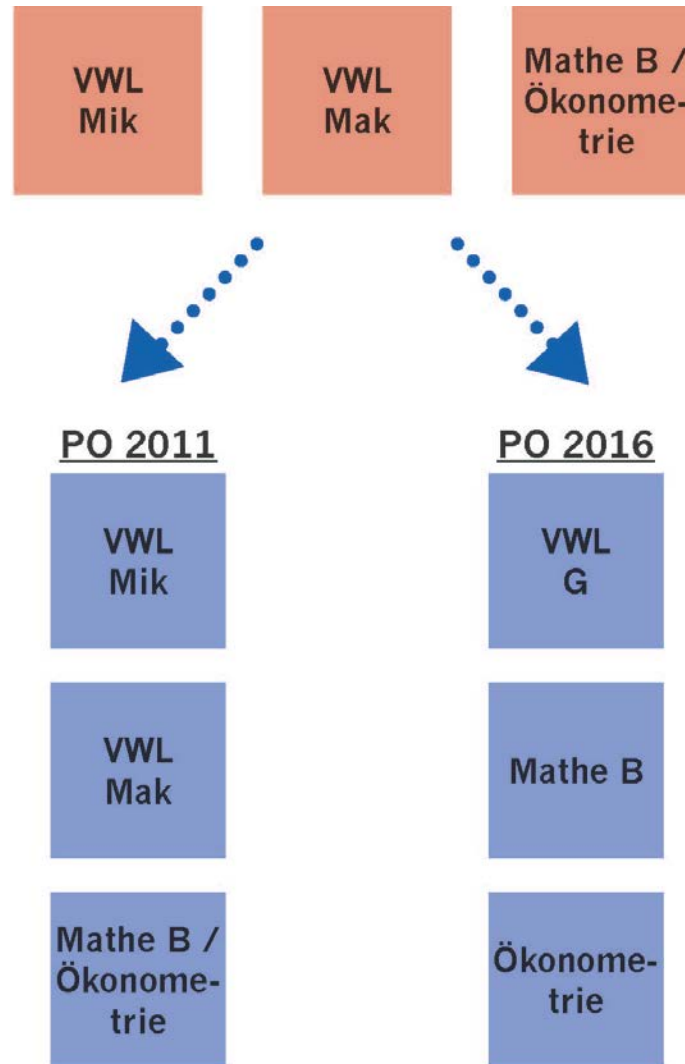 VWL
Mik
VWL
Mak
Mathe B /
Ökonome-
trie
PO 2011
VWL
Mik
VWL
Mak
Mathe B /
Ökonome-
trie
PO 2016
VWL
G
Mathe B
Ökonome-
trie